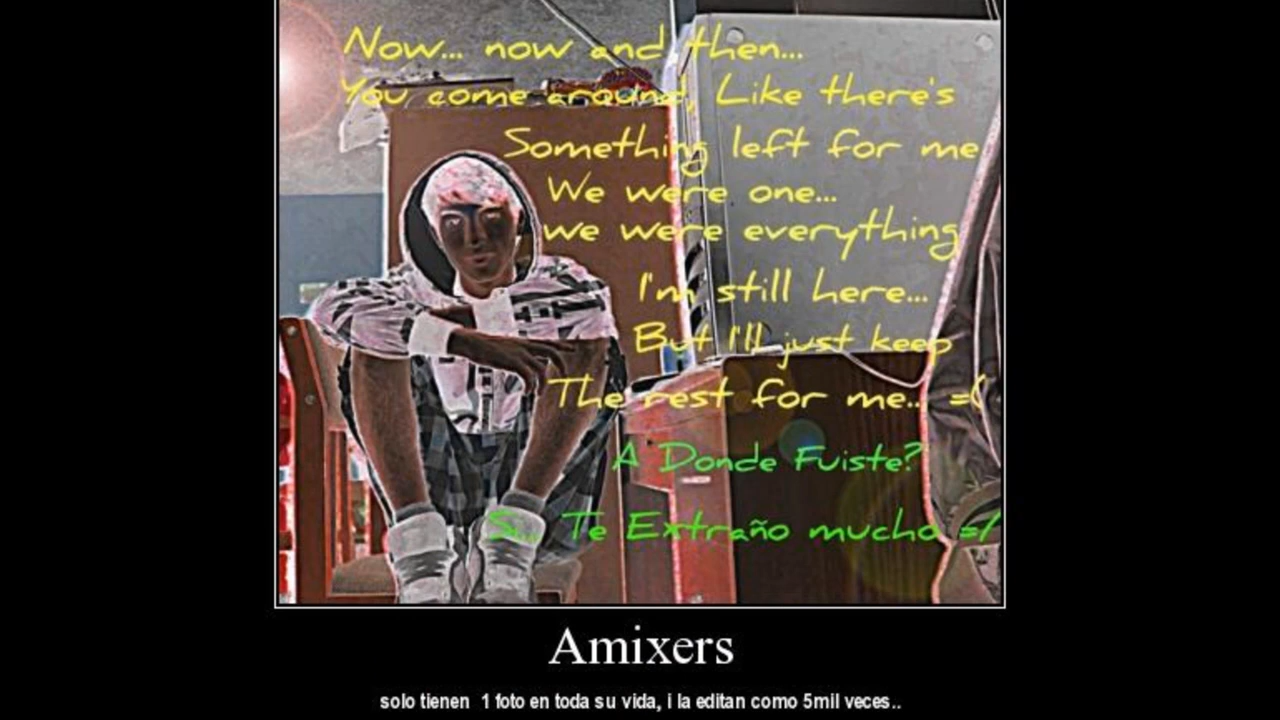 Now... now and then...
You come around, Like there's
Something left for me
We were one...
we were everything
I'm still here...
But I'll just keep
The rest for me... =(
A Donde Fuiste?
Te Extraño mucho =/
Amixers
solo tienen 1 foto en toda su vida, i la editan como 5mil veces..